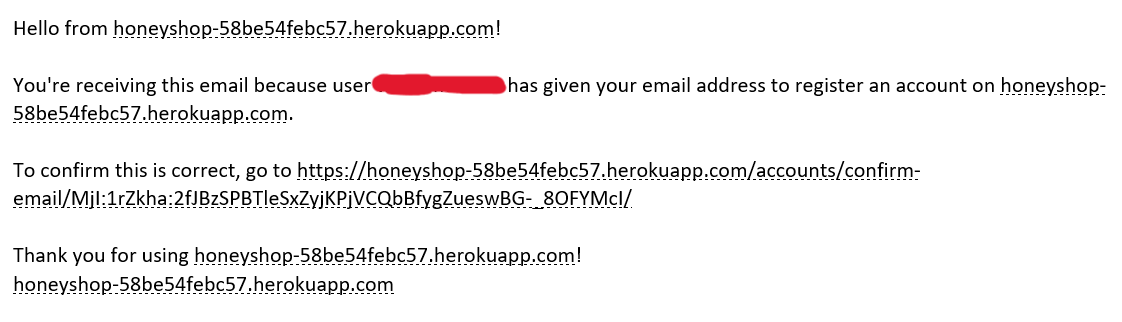 Hello from honeyshop-58be54febc57.herokuapp.com!
You're receiving this email because user has given your email address to register an account on honeyshop-
58be54febc57.herokuapp.com.
To confirm this is correct, go to https://honeyshop-58be54febc57.herokuapp.com/accounts/confirm-
email/MjI:1rZkha:2fJBzSPBTleSxZyjKPjVCQbBfygZueswBG-_8OFYMcI/
Thank you for using honeyshop-58be54febc57.herokuapp.com!
honeyshop-58be54febc57.herokuapp.com